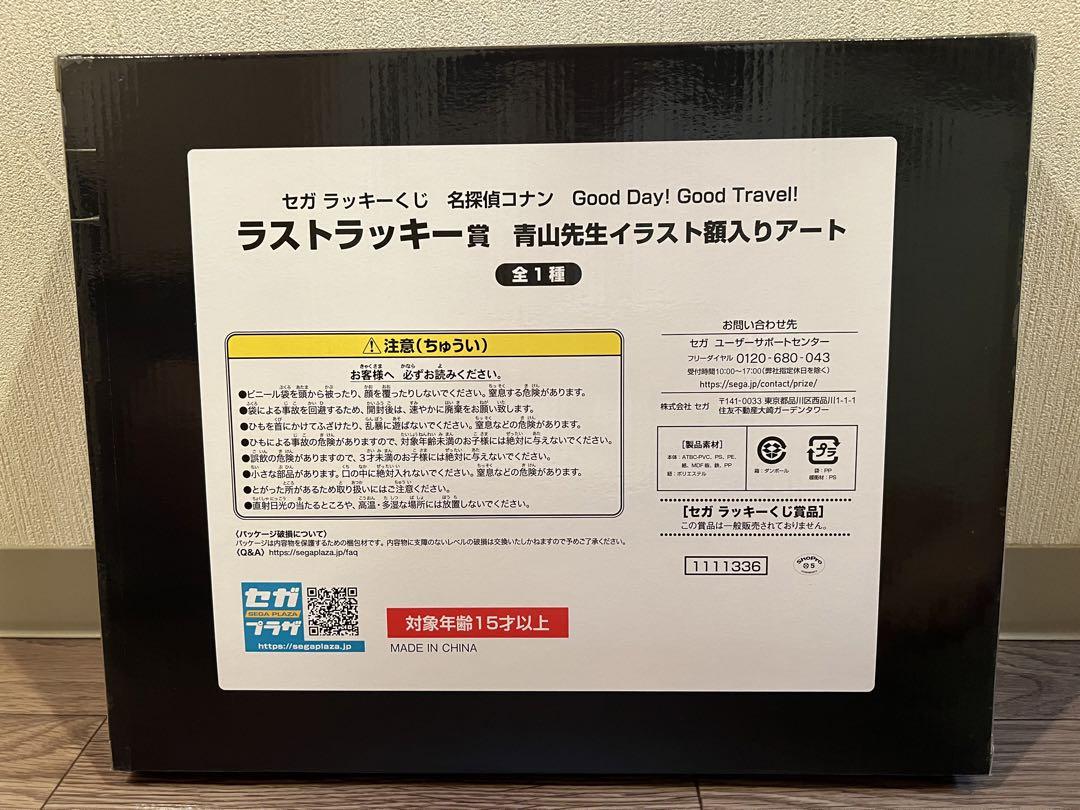 セガ ラッキーくじ 名探偵コナン Good Day! Good Travel!
ラストラッキー賞 青山先生イラスト額入りアート
全1種
⚠注意(ちゅうい)
お客様へ 必ずお読みください。
●ビニール袋を頭から被ったり、顔を覆ったりしないでください。窒息する危険があります。
●袋による事故を回避するため、開封後は、速やかに廃棄をお願い致します。
●ひもを首にかけてふざけたり、乱暴に遊ばないでください。窒息などの危険があります。
●ひもによる事故の危険がありますので、対象年齢未満のお子様には絶対に与えないでください。
●誤飲の危険がありますので、3才未満のお子様には絶対に与えないでください。
●小さな部品があります。口の中に絶対入れないでください。窒息などの危険があります。
●とがった所があるため取り扱いにはご注意ください。
●直射日光の当たるところや、高温・多湿な場所には放置しないでください。
〈パッケージ破損について〉
パッケージは内容物を保護するための梱包材です。内容物に支障のないレベルの破損は交換いたしかねますので予めご了承ください。
〈Q&A〉https://segaplaza.jp/faq
セガ
SEGA PLAZA
プラザ
https://segaplaza.jp
対象年齢15才以上
MADE IN CHINA
お問い合わせ先
セガ ユーザーサポートセンター
フリーダイヤル 0120-680-043
受付時間10:00〜17:00(弊社指定休日を除く)
https://sega.jp/contact/prize/
株式会社 セガ 〒141-0033 東京都品川区西品川1-1-1
住友不動産大崎ガーデンタワー
[製品素材]
本体:ATBC-PVC、PS、PE、
紙、MDF板、鉄、PP
紐:ポリエステル
箱:ダンボール
プラ
袋:PP
緩衝材:PS
[セガ ラッキーくじ賞品]
この賞品は一般販売されておりません。
1111336
ShoPro
5